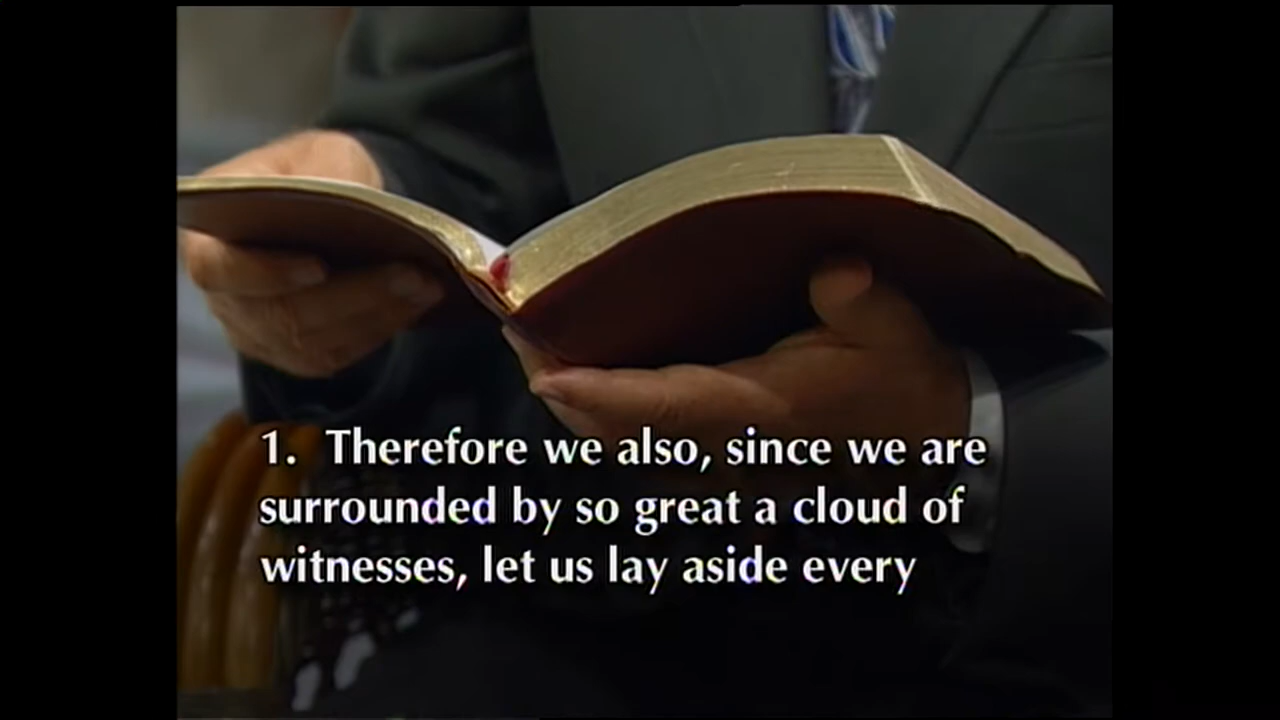 1. Therefore we also, since we are
surrounded by so great a cloud of
witnesses, let us lay aside every